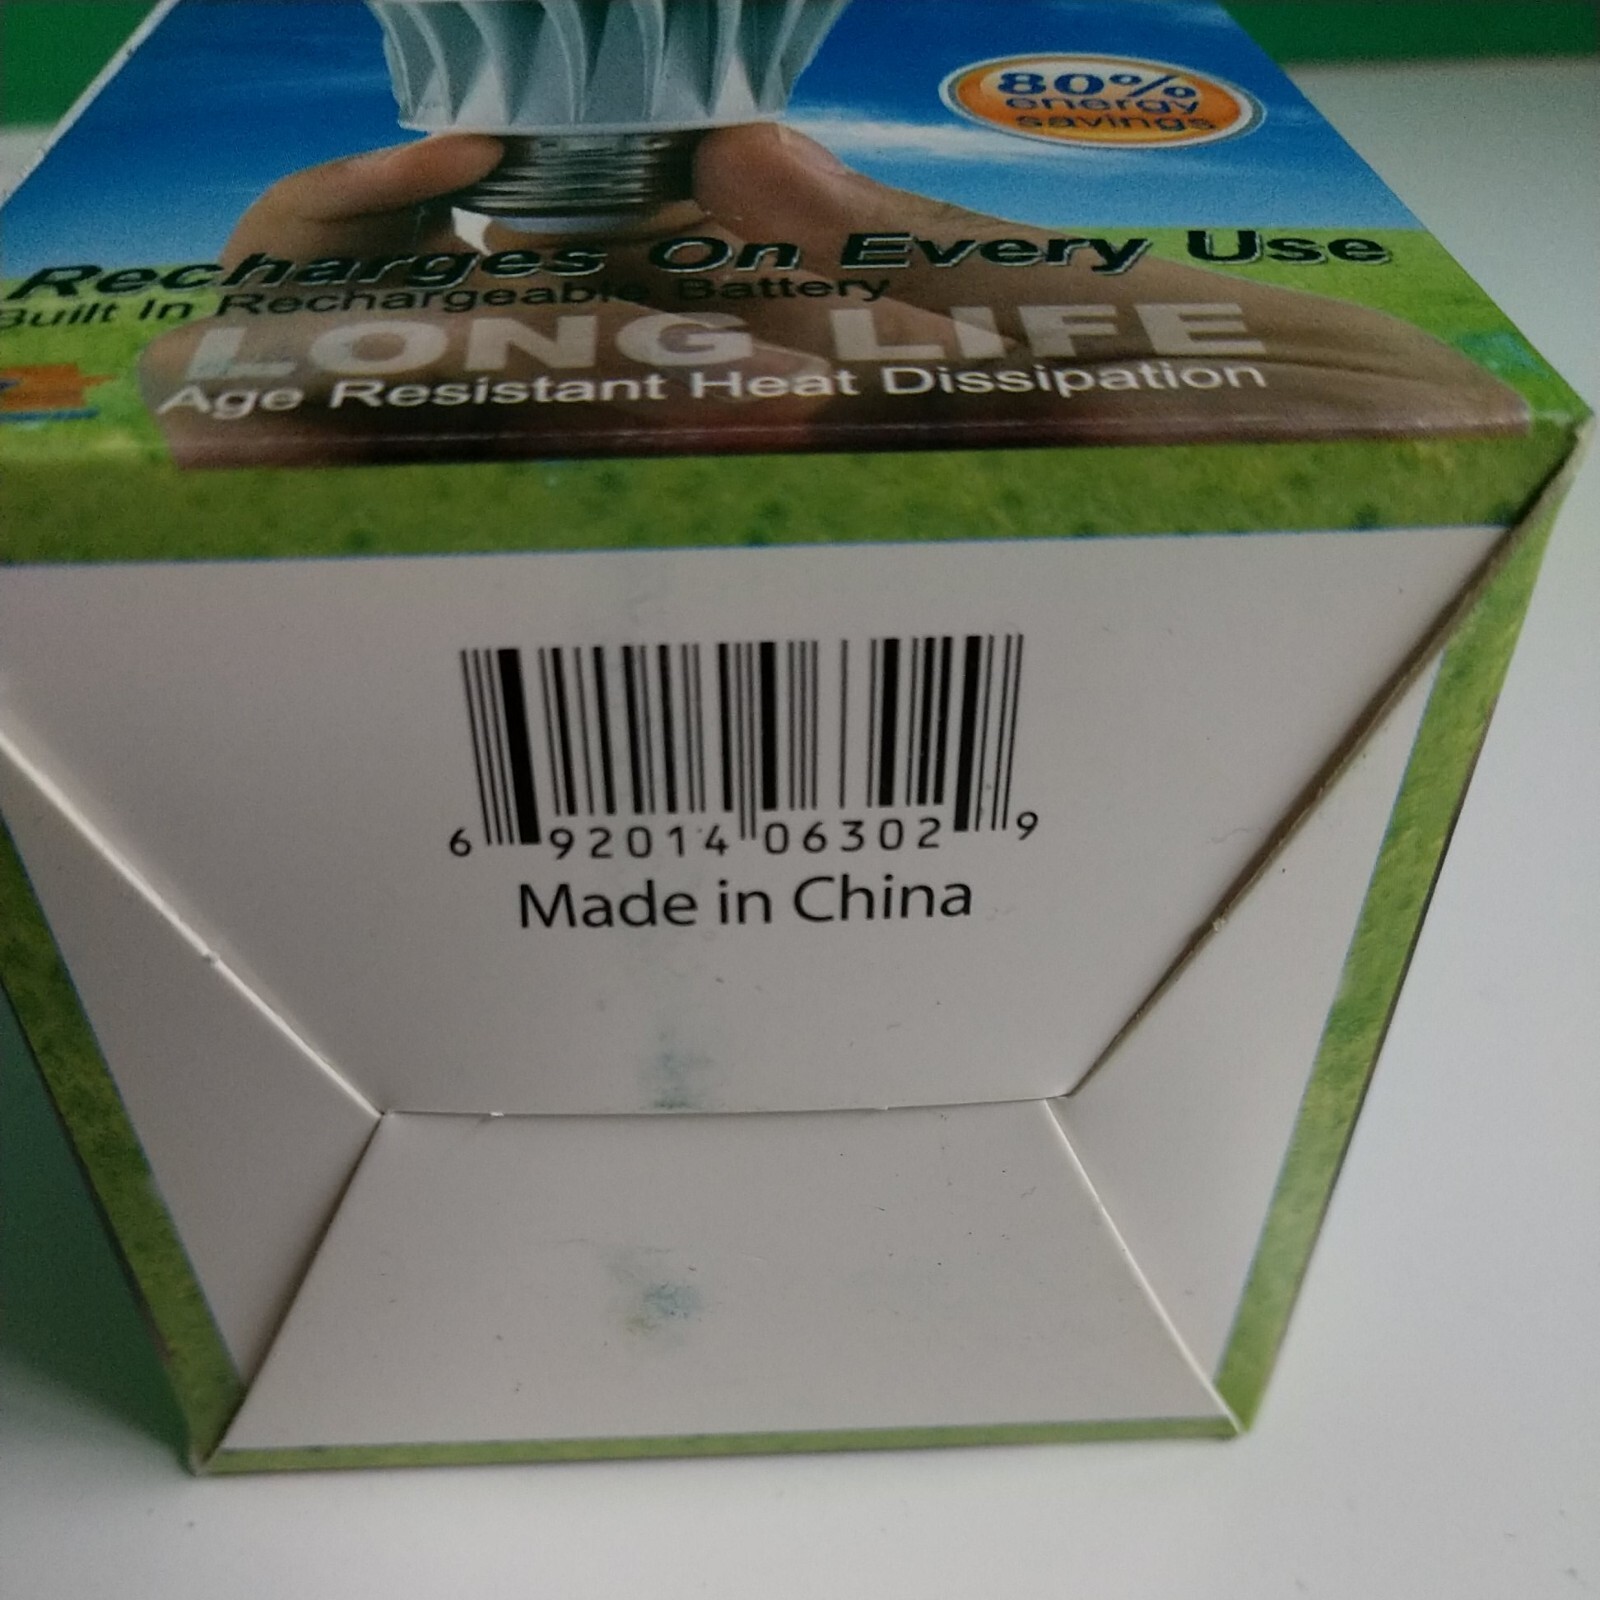 80%
energy
savings
Recharges On Every Use
Built In Rechargeable Battery
LONG LIFE
Age Resistant Heat Dissipation
6 92014 06302 9
Made in China